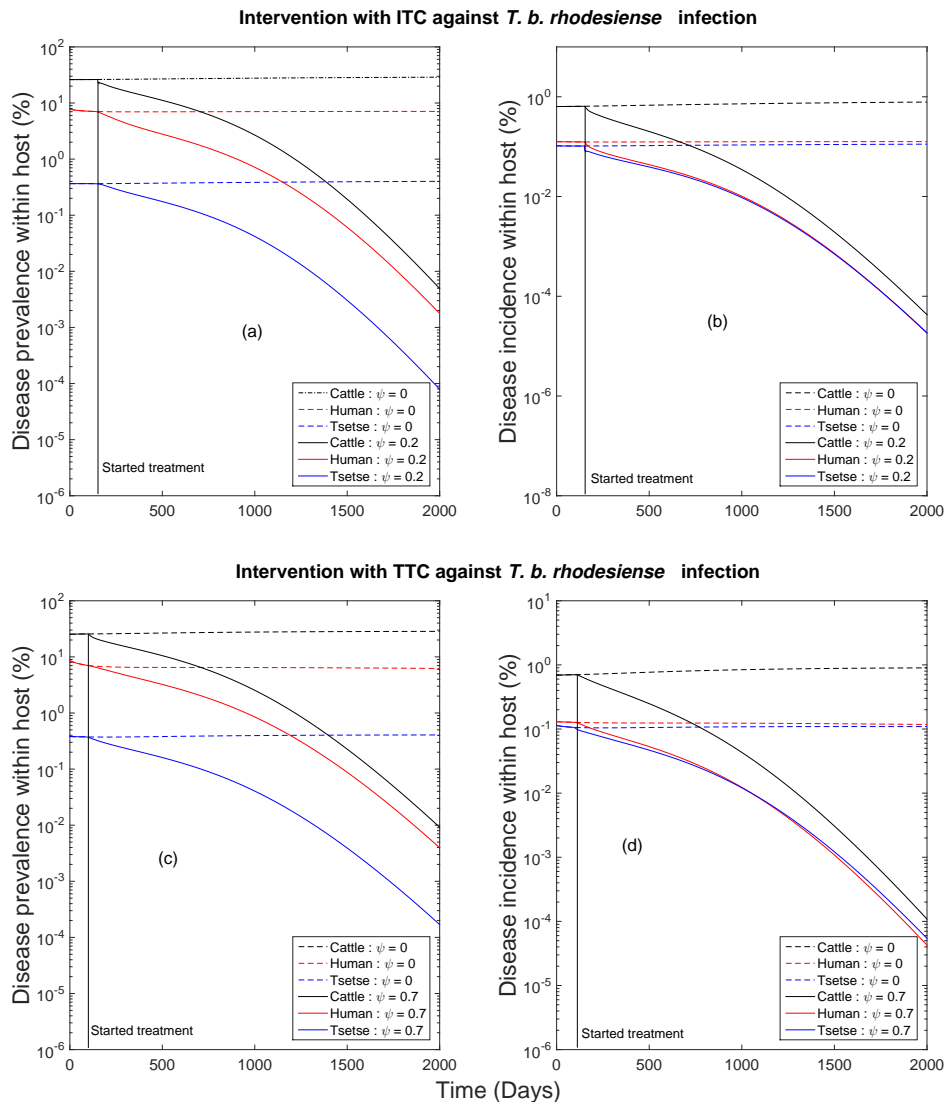 Intervention with ITC against T. b. rhodesiense infection
Disease prevalence within host (%)
10^2
10^1
10^0
10^-1
10^-2
10^-3
10^-4
10^-5
10^-6
0
500
1000
1500
2000
(a)
Started treatment
Cattle : ψ = 0
Human : ψ = 0
Tsetse : ψ = 0
Cattle : ψ = 0.2
Human : ψ = 0.2
Tsetse : ψ = 0.2
Disease incidence within host (%)
10^0
10^-2
10^-4
10^-6
10^-8
0
500
1000
1500
2000
(b)
Started treatment
Cattle : ψ = 0
Human : ψ = 0
Tsetse : ψ = 0
Cattle : ψ = 0.2
Human : ψ = 0.2
Tsetse : ψ = 0.2
Intervention with TTC against T. b. rhodesiense infection
Disease prevalence within host (%)
10^2
10^1
10^0
10^-1
10^-2
10^-3
10^-4
10^-5
10^-6
0
500
1000
1500
2000
(c)
Started treatment
Cattle : ψ = 0
Human : ψ = 0
Tsetse : ψ = 0
Cattle : ψ = 0.7
Human : ψ = 0.7
Tsetse : ψ = 0.7
Disease incidence within host (%)
10^1
10^0
10^-1
10^-2
10^-3
10^-4
10^-5
10^-6
0
500
1000
1500
2000
(d)
Started treatment
Cattle : ψ = 0
Human : ψ = 0
Tsetse : ψ = 0
Cattle : ψ = 0.7
Human : ψ = 0.7
Tsetse : ψ = 0.7
Time (Days)